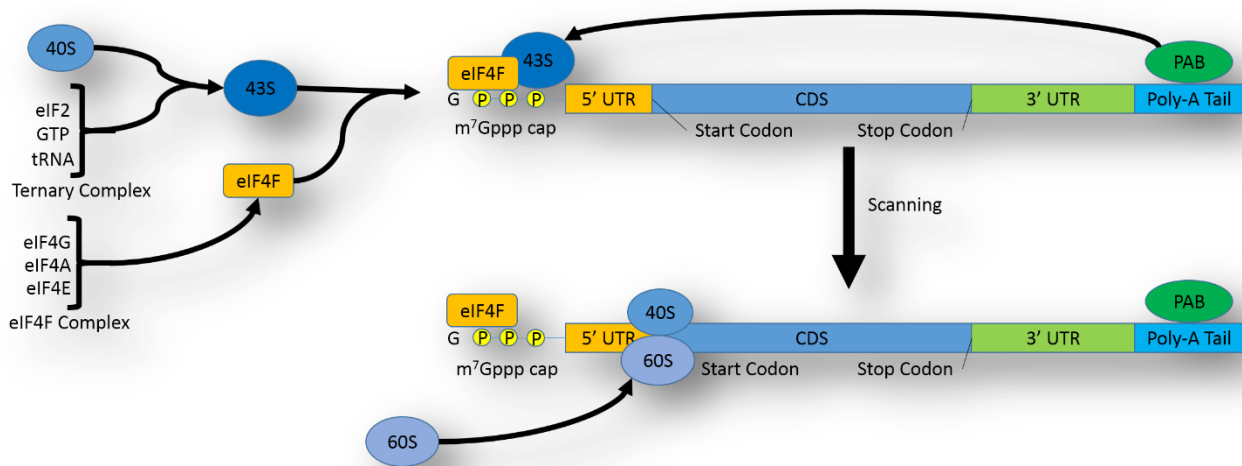 40S
eIF2
GTP
tRNA
Ternary Complex
43S
eIF4F
eIF4G
eIF4A
eIF4E
eIF4F Complex
eIF4F
43S
PAB
G P P P
5’ UTR
CDS
3’ UTR
Poly-A Tail
m⁷Gppp cap
Start Codon
Stop Codon
Scanning
eIF4F
40S
PAB
G P P P
5’ UTR
CDS
3’ UTR
Poly-A Tail
60S
m⁷Gppp cap
Start Codon
Stop Codon
60S